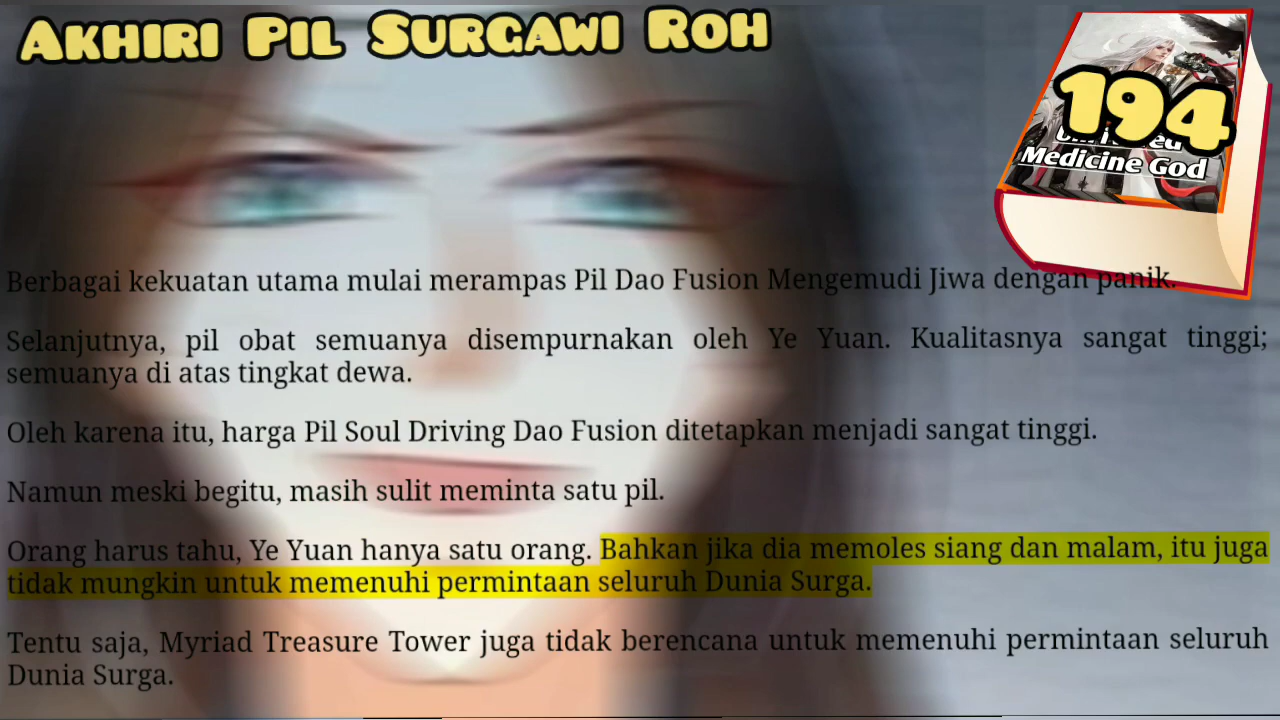 Akhiri Pil Surgawi Roh
194
Medicine God
Berbagai kekuatan utama mulai merampas Pil Dao Fusion Mengemudi Jiwa dengan panik.
Selanjutnya, pil obat semuanya disempurnakan oleh Ye Yuan. Kualitasnya sangat tinggi;
semuanya di atas tingkat dewa.
Oleh karena itu, harga Pil Soul Driving Dao Fusion ditetapkan menjadi sangat tinggi.
Namun meski begitu, masih sulit meminta satu pil.
Orang harus tahu, Ye Yuan hanya satu orang. Bahkan jika dia memoles siang dan malam, itu juga
tidak mungkin untuk memenuhi permintaan seluruh Dunia Surga.
Tentu saja, Myriad Treasure Tower juga tidak berencana untuk memenuhi permintaan seluruh
Dunia Surga.